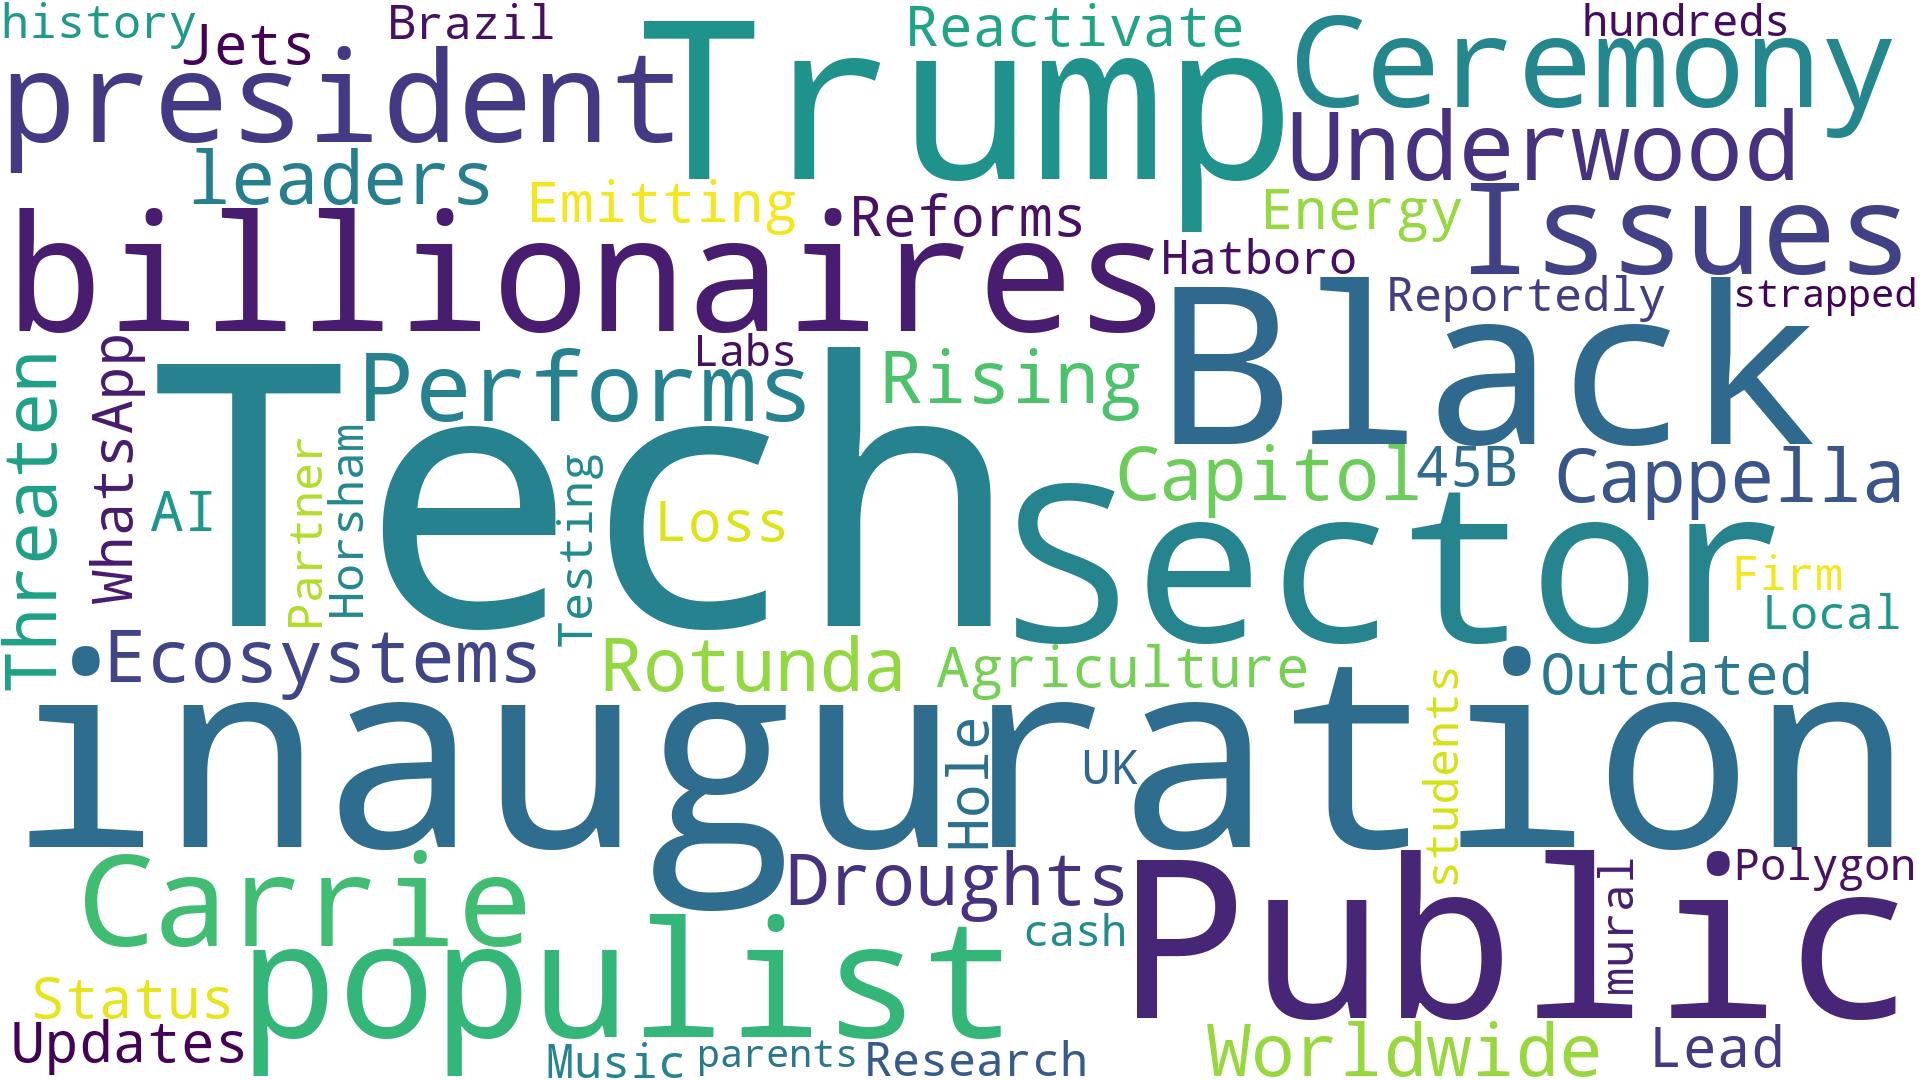 history
Jets
Brazil
Trump
Reactivate
Ceremony
hundreds
president
Underwood
leaders
Emitting
Reforms
Energy
Issues
billionaires
Hatboro
Reportedly
strapped
Black
Threaten
WhatsApp
Tech
Performs
Labs
Rising
AI
Partner
Horsham
Testing
Loss
sector
Capitol
45B
Cappella
Firm
Local
Ecosystems
Rotunda
Agriculture
Outdated
inauguration
Hole
UK
students
Carrie
Droughts
Public
mural
Polygon
populist
cash
Status
Updates
Music
parents
Research
Worldwide
Lead